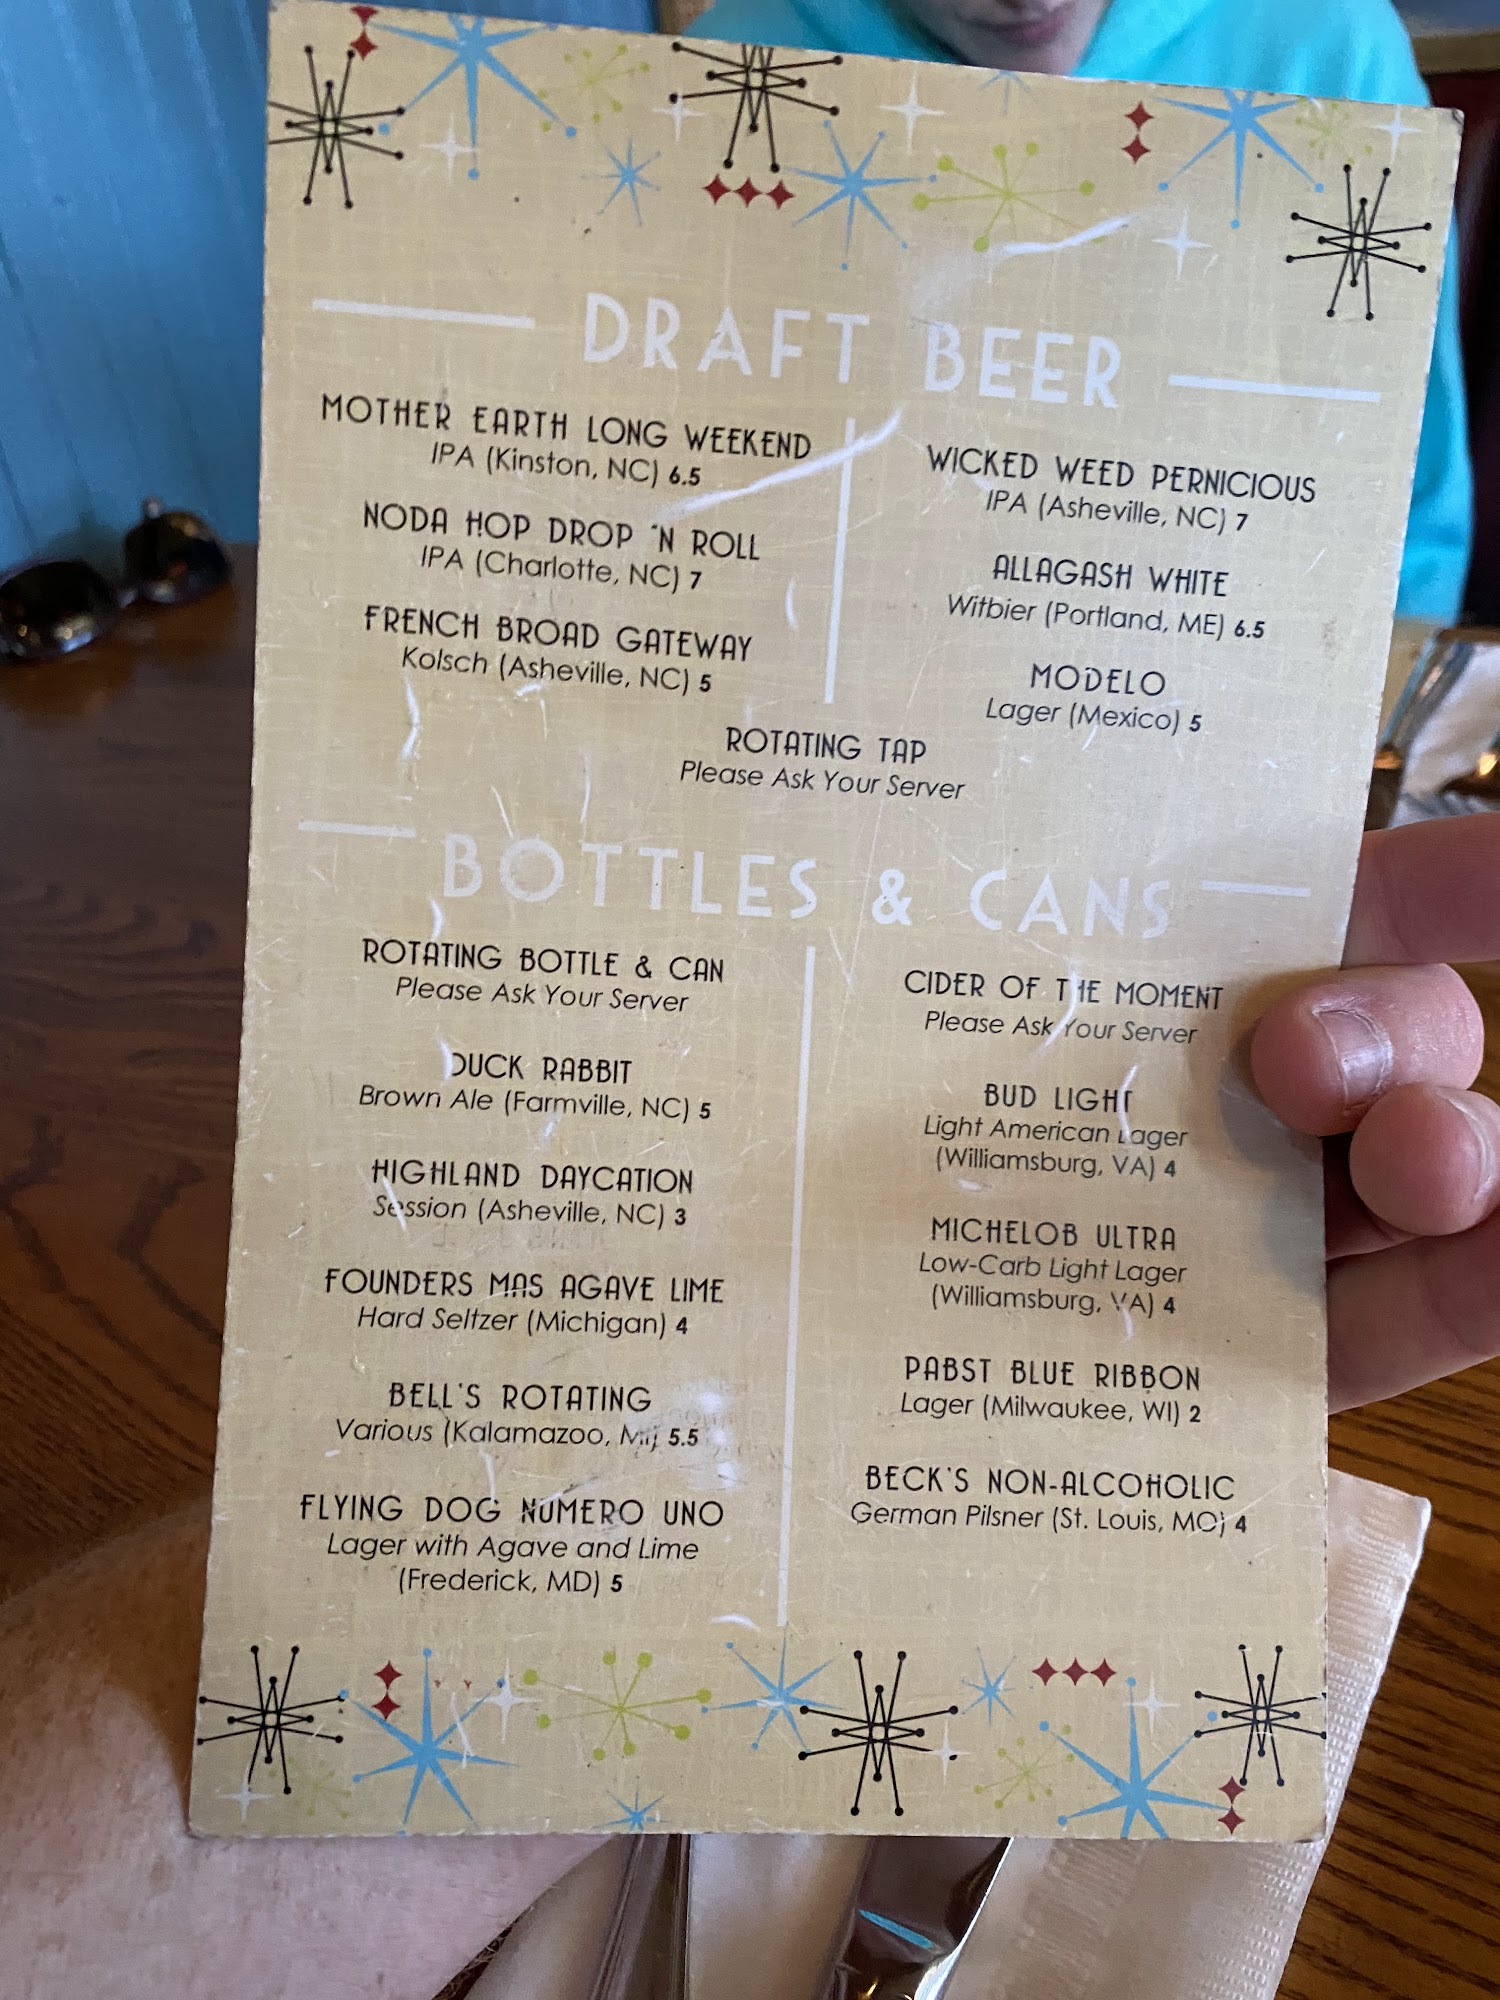 DRAFT BEER
MOTHER EARTH LONG WEEKEND
IPA (Kinston, NC) 6.5
NODA HOP DROP 'N ROLL
IPA (Charlotte, NC) 7
FRENCH BROAD GATEWAY
Kolsch (Asheville, NC) 5
WICKED WEED PERNICIOUS
IPA (Asheville, NC) 7
ALLAGASH WHITE
Witbier (Portland, ME) 6.5
MODELO
Lager (Mexico) 5
ROTATING TAP
Please Ask Your Server
BOTTLES & CANS
ROTATING BOTTLE & CAN
Please Ask Your Server
DUCK RABBIT
Brown Ale (Farmville, NC) 5
HIGHLAND DAYCATION
Session (Asheville, NC) 3
FOUNDERS MAS AGAVE LIME
Hard Seltzer (Michigan) 4
BELL'S ROTATING
Various (Kalamazoo, MI) 5.5
FLYING DOG NUMERO UNO
Lager with Agave and Lime
(Frederick, MD) 5
CIDER OF THE MOMENT
Please Ask Your Server
BUD LIGHT
Light American Lager
(Williamsburg, VA) 4
MICHELOB ULTRA
Low-Carb Light Lager
(Williamsburg, VA) 4
PABST BLUE RIBBON
Lager (Milwaukee, WI) 2
BECK'S NON-ALCOHOLIC
German Pilsner (St. Louis, MO) 4